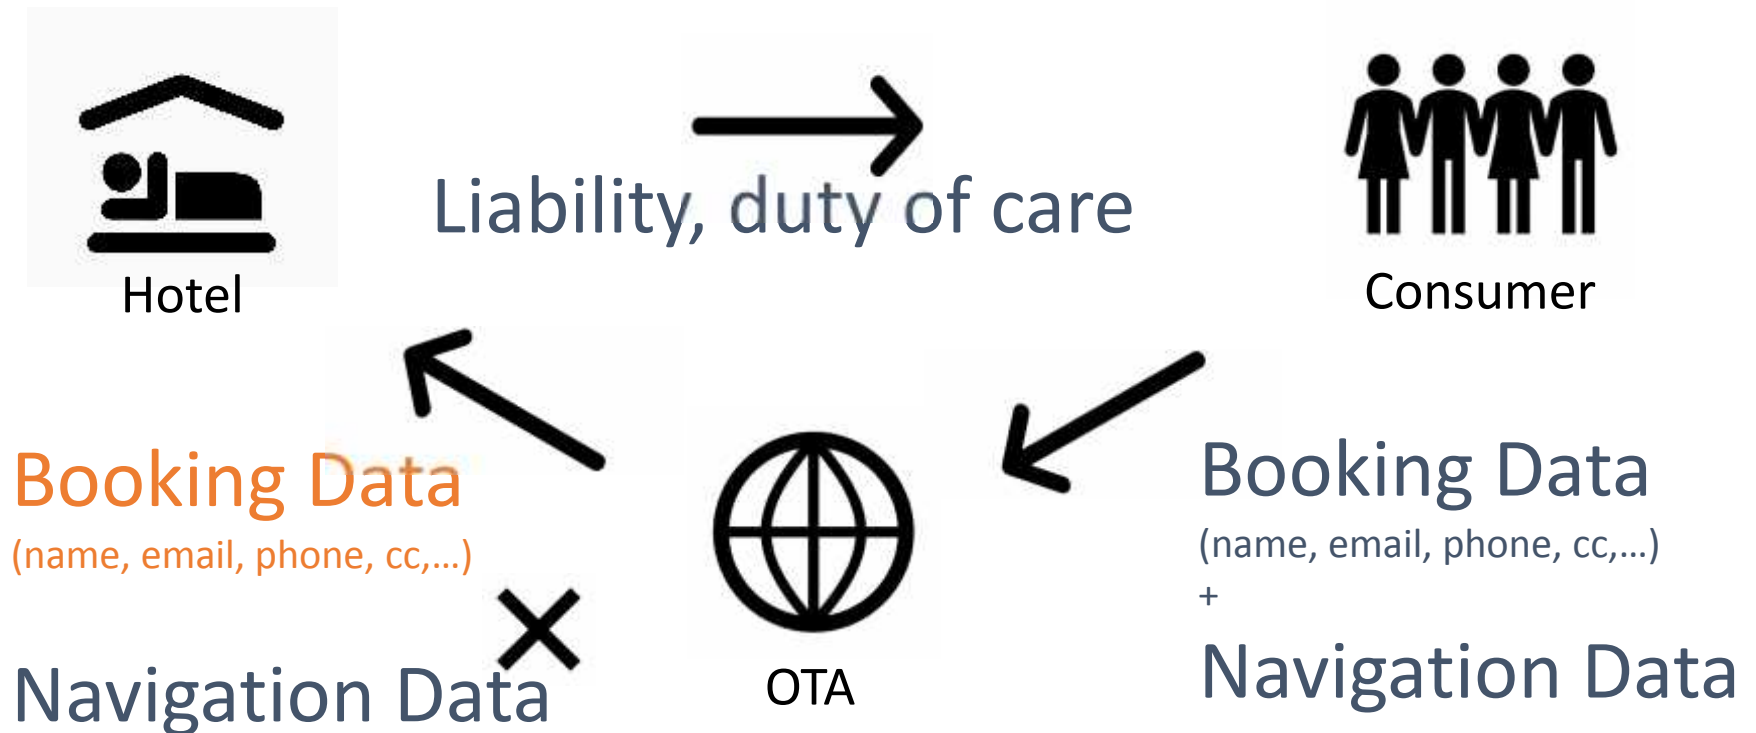 Liability, duty of care
Hotel
Consumer
Booking Data
(name, email, phone, cc,...)
Navigation Data
OTA
Booking Data
(name, email, phone, cc,...)
+
Navigation Data